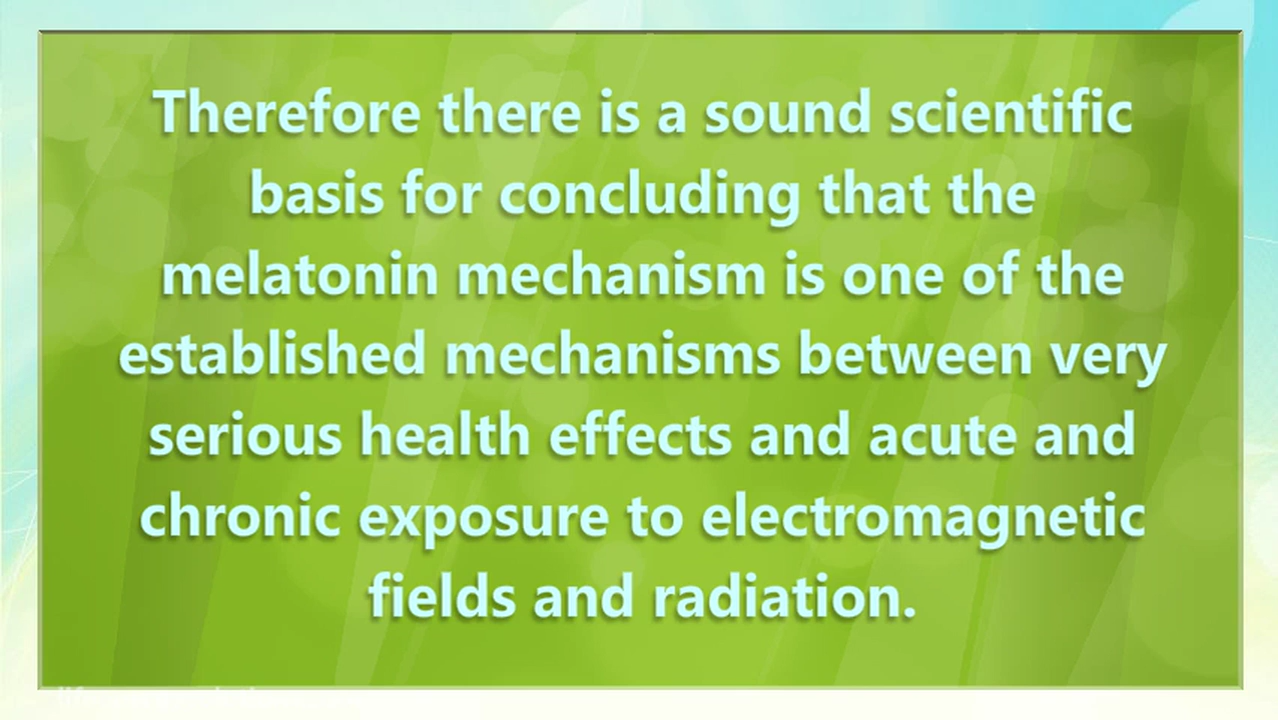 Therefore there is a sound scientific
basis for concluding that the
melatonin mechanism is one of the
established mechanisms between very
serious health effects and acute and
chronic exposure to electromagnetic
fields and radiation.